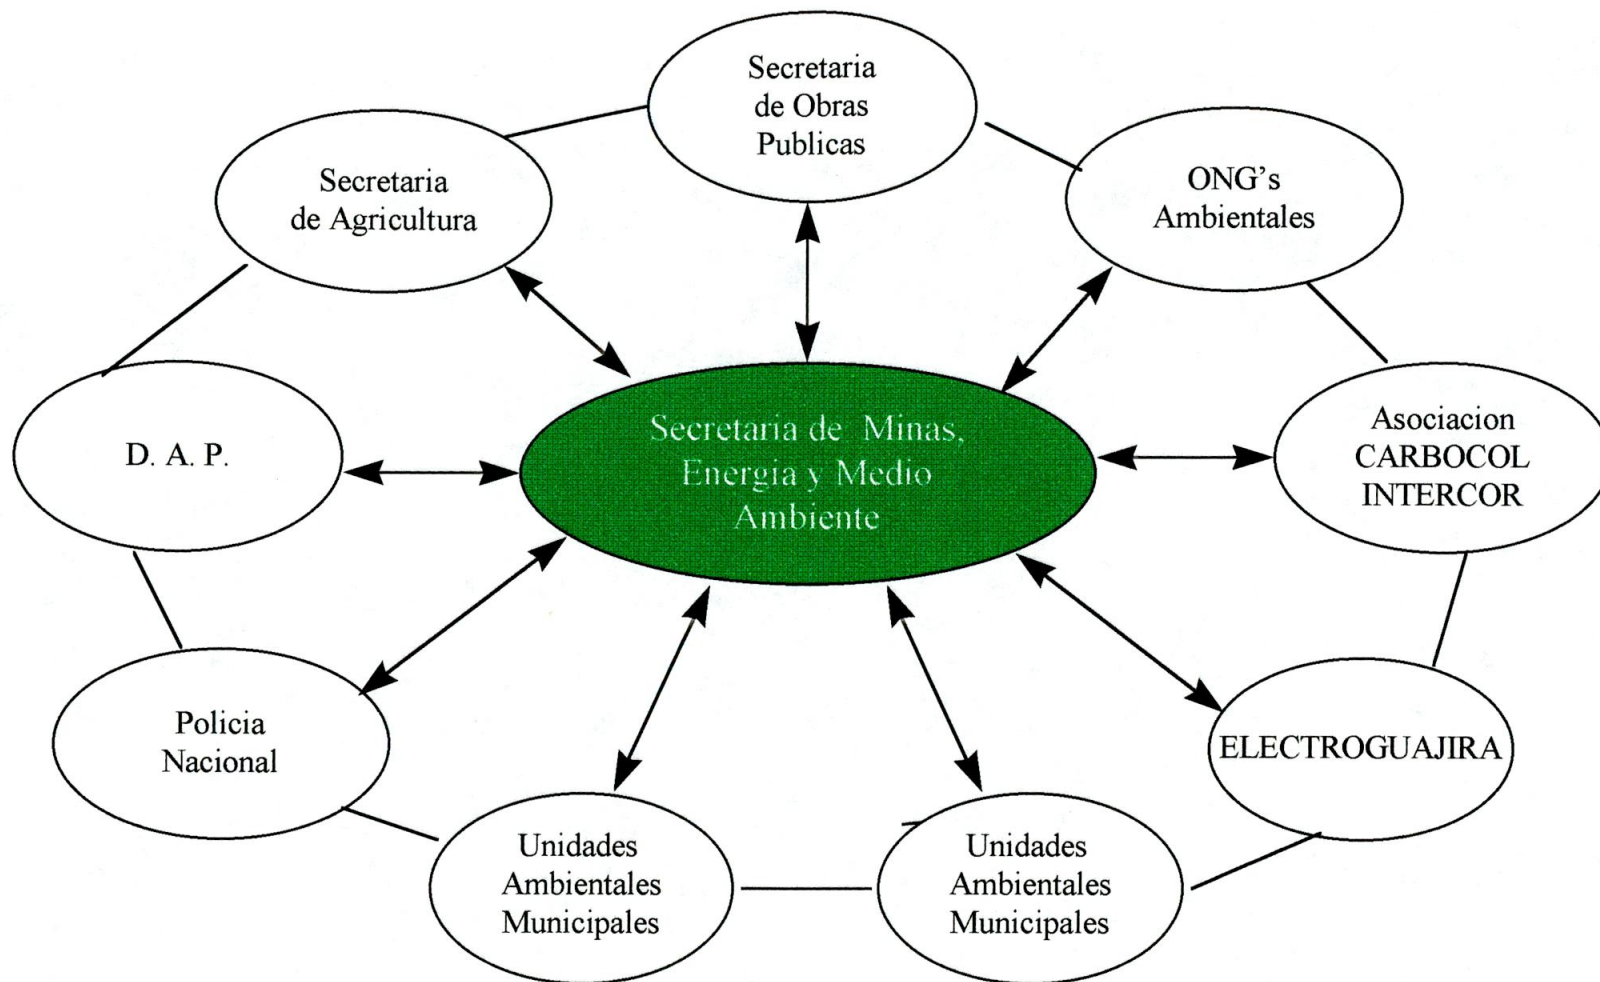 Secretaria
de Obras
Publicas
Secretaria
de Agricultura
ONG's
Ambientales
Secretaria de Minas,
Energia y Medio
Ambiente
D. A. P.
Asociacion
CARBOCOL
INTERCOR
Policia
Nacional
ELECTROGUAJIRA
Unidades
Ambientales
Municipales
Unidades
Ambientales
Municipales